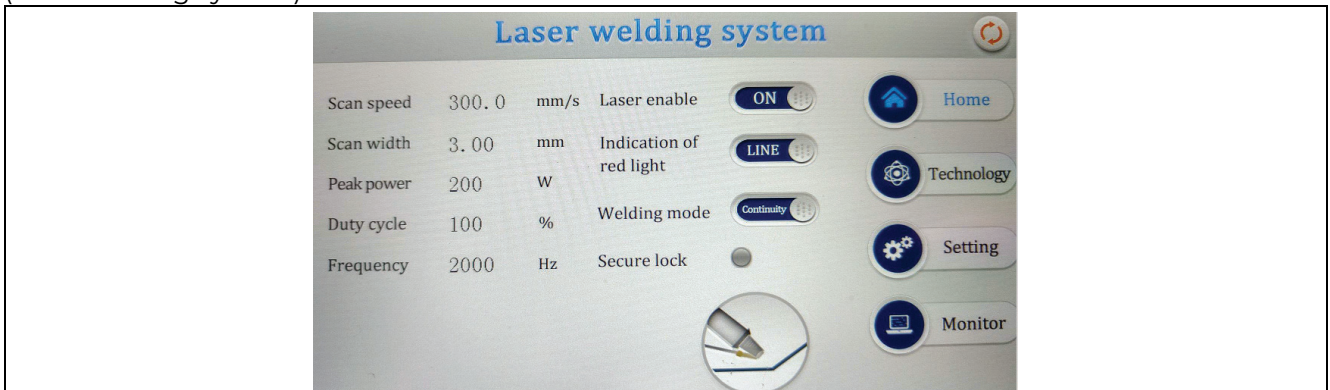 Laser welding system
Scan speed 300.0 mm/s Laser enable ON Home
Scan width 3.00 mm Indication of red light LINE
Peak power 200 W Technology
Duty cycle 100 % Welding mode Continuity
Frequency 2000 Hz Secure lock Setting
Monitor